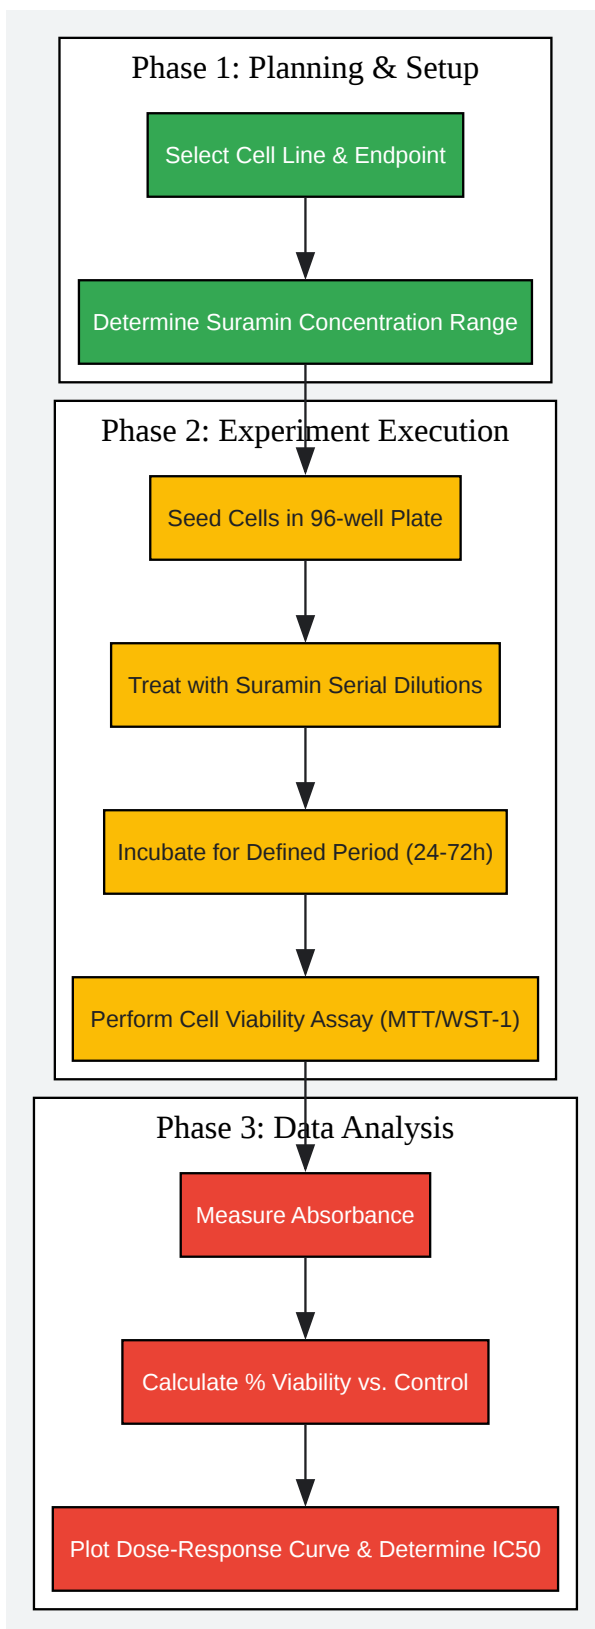 Phase 1: Planning & Setup
Select Cell Line & Endpoint
Determine Suramin Concentration Range
Phase 2: Experiment Execution
Seed Cells in 96-well Plate
Treat with Suramin Serial Dilutions
Incubate for Defined Period (24-72h)
Perform Cell Viability Assay (MTT/WST-1)
Phase 3: Data Analysis
Measure Absorbance
Calculate % Viability vs. Control
Plot Dose-Response Curve & Determine IC50